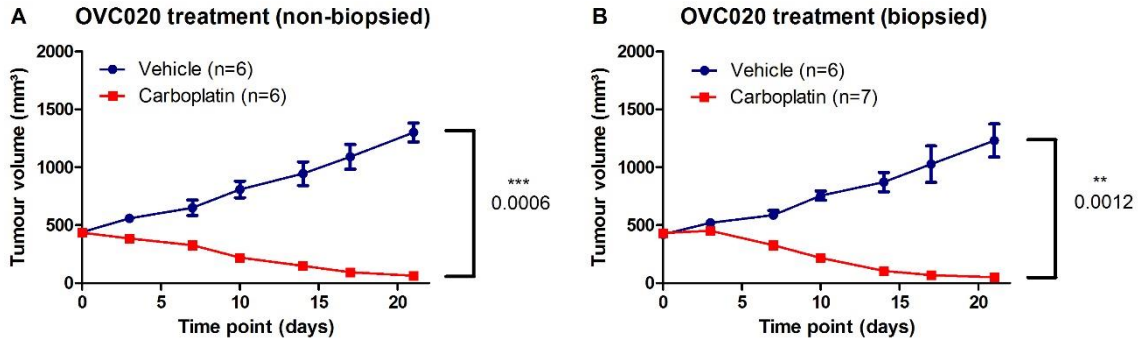 A OVC020 treatment (non-biopsied)
2000
1500
1000
500
0
Tumour volume (mm³)
Vehicle (n=6)
Carboplatin (n=6)
***
0.0006
0 5 10 15 20
Time point (days)
B OVC020 treatment (biopsied)
2000
1500
1000
500
0
Tumour volume (mm³)
Vehicle (n=6)
Carboplatin (n=7)
**
0.0012
0 5 10 15 20
Time point (days)